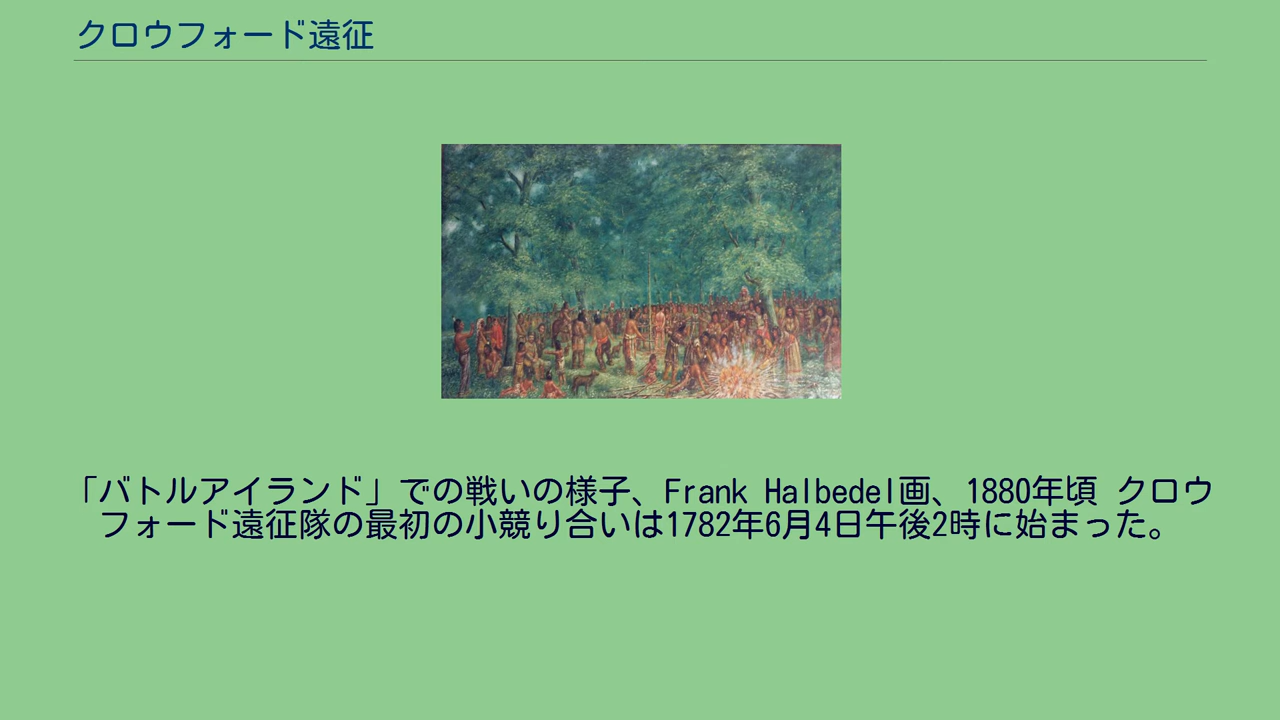 クロウフォード遠征
「バトルアイランド」での戦いの様子、Frank Halbedel画、1880年頃 クロウ
フォード遠征隊の最初の小競り合いは1782年6月4日午後2時に始まった。